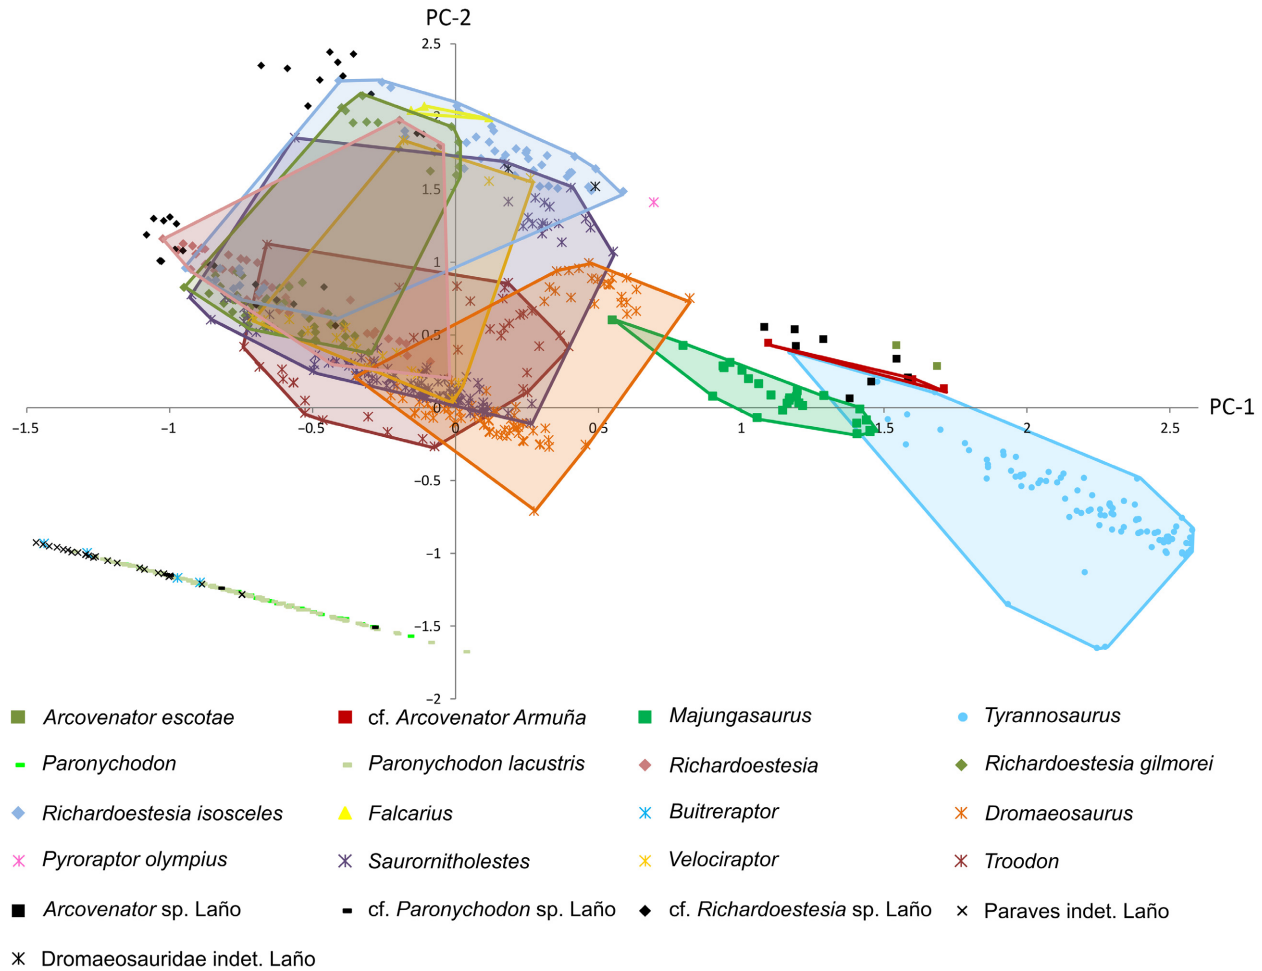 PC-2
2.5
2
1.5
1
0.5
−1.5
−1
−0.5
0
0
0.5
1
1.5
2
2.5
PC-1
−0.5
−1
−1.5
−2
Arcovenator escotae
cf. Arcovenator Armuña
Majungasaurus
Tyrannosaurus
Paronychodon
Paronychodon lacustris
Richardoestesia
Richardoestesia gilmorei
Richardoestesia isosceles
Falcarius
Buitreraptor
Dromaeosaurus
Pyroraptor olympius
Saurornitholestes
Velociraptor
Troodon
Arcovenator sp. Laño
cf. Paronychodon sp. Laño
cf. Richardoestesia sp. Laño
Paraves indet. Laño
Dromaeosauridae indet. Laño